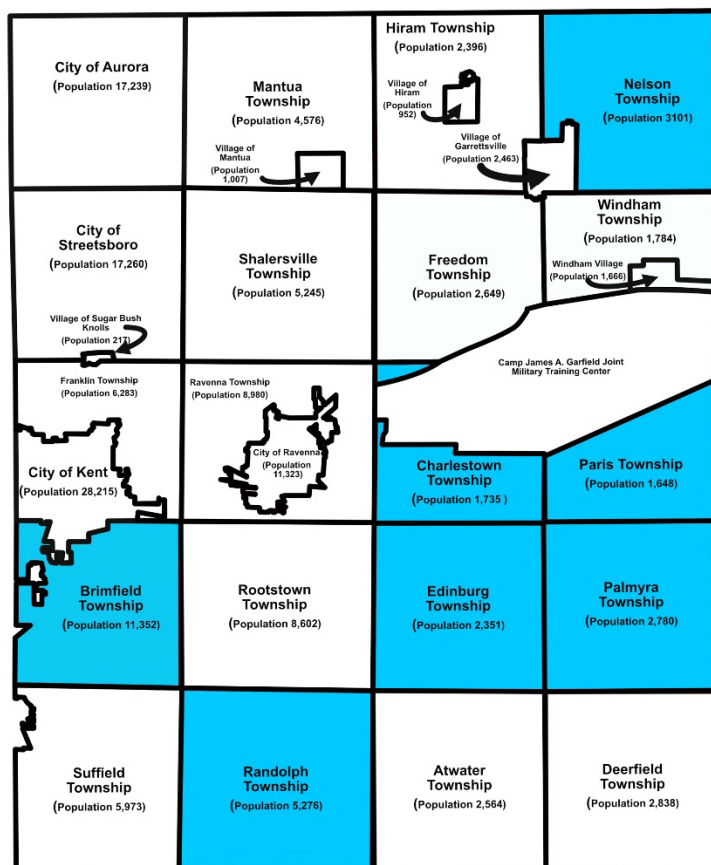 City of Aurora
(Population 17,239)
Mantua
Township
(Population 4,576)
Village of
Mantua
(Population
1,007)
Hiram Township
(Population 2,396)
Village of
Hiram
(Population
952)
Village of
Garrettsville
(Population 2,463)
Nelson
Township
(Population 3101)
City of
Streetsboro
(Population 17,260)
Village of Sugar Bush
Knolls
(Population 217)
Shalersville
Township
(Population 5,245)
Freedom
Township
(Population 2,649)
Windham
Township
(Population 1,784)
Windham Village
(Population 1,666)
Camp James A. Garfield Joint
Military Training Center
Franklin Township
(Population 6,283)
City of Kent
(Population 28,215)
Ravenna Township
(Population 8,980)
City of Ravenna
(Population
11,323)
Charlestown
Township
(Population 1,735 )
Paris Township
(Population 1,648)
Brimfield
Township
(Population 11,352)
Rootstown
Township
(Population 8,602)
Edinburg
Township
(Population 2,351)
Palmyra
Township
(Population 2,780)
Suffield
Township
(Population 5,973)
Randolph
Township
(Population 5,276)
Atwater
Township
(Population 2,564)
Deerfield
Township
(Population 2,838)